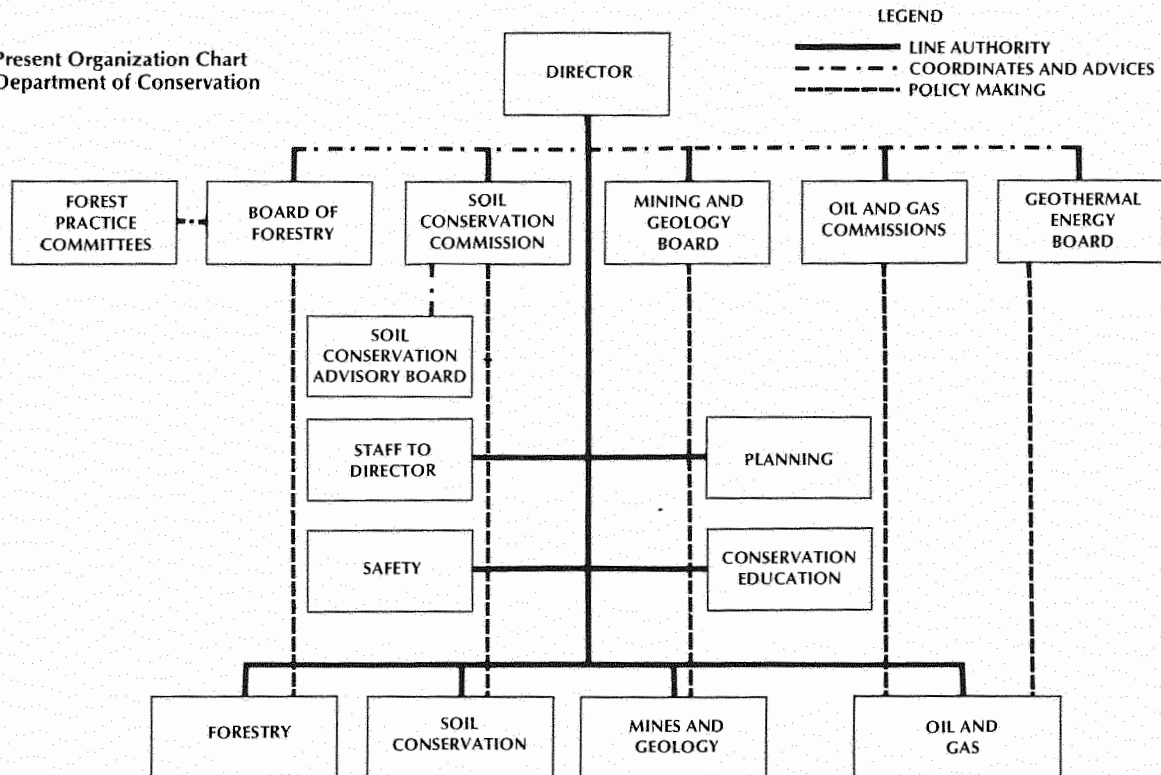 Present Organization Chart
Department of Conservation
LEGEND
LINE AUTHORITY
COORDINATES AND ADVICES
POLICY MAKING
DIRECTOR
FOREST
PRACTICE
COMMITTEES
BOARD OF
FORESTRY
SOIL
CONSERVATION
COMMISSION
MINING AND
GEOLOGY
BOARD
OIL AND GAS
COMMISSIONS
GEOTHERMAL
ENERGY
BOARD
SOIL
CONSERVATION
ADVISORY BOARD
STAFF TO
DIRECTOR
PLANNING
SAFETY
CONSERVATION
EDUCATION
FORESTRY
SOIL
CONSERVATION
MINES AND
GEOLOGY
OIL AND
GAS